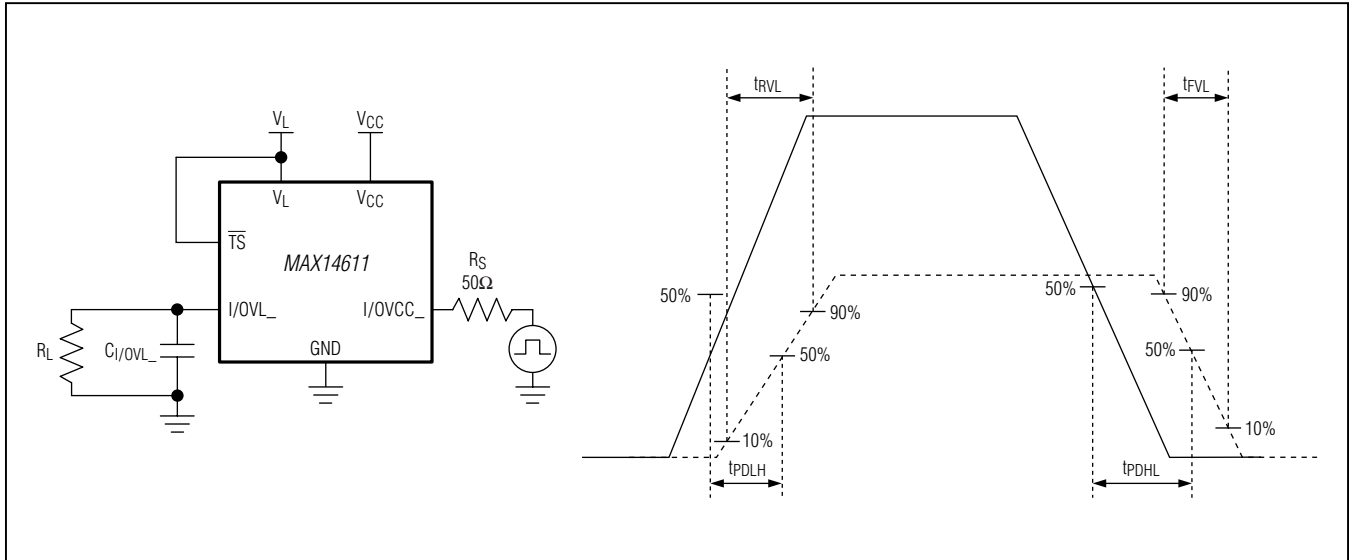 VL
VCC
VL
VCC
TS
MAX14611
RS
50Ω
I/OVL_
I/OVCC_
RL
CI/OVL_
GND
tRVL
tFVL
50%
90%
50%
10%
tPDLH
50%
90%
50%
10%
tPDHL